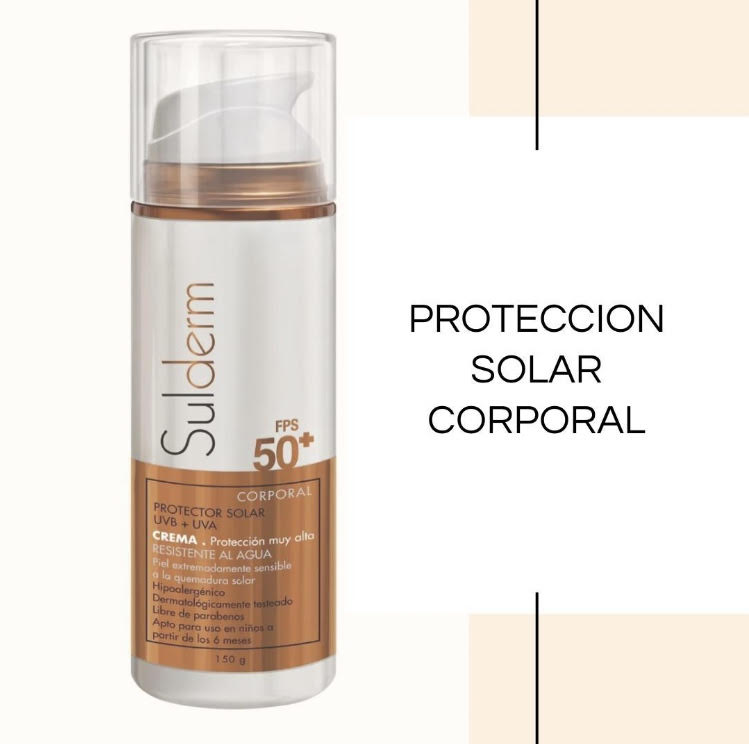 Sulderm
FPS
50+
CORPORAL
PROTECTOR SOLAR
UVB + UVA
CREMA . Protección muy alta
RESISTENTE AL AGUA
Piel extremadamente sensible
a la quemadura solar
Hipoalergénico
Dermatológicamente testeado
Libre de parabenos
Apto para uso en niños a
partir de los 6 meses
150 g
PROTECCION
SOLAR
CORPORAL